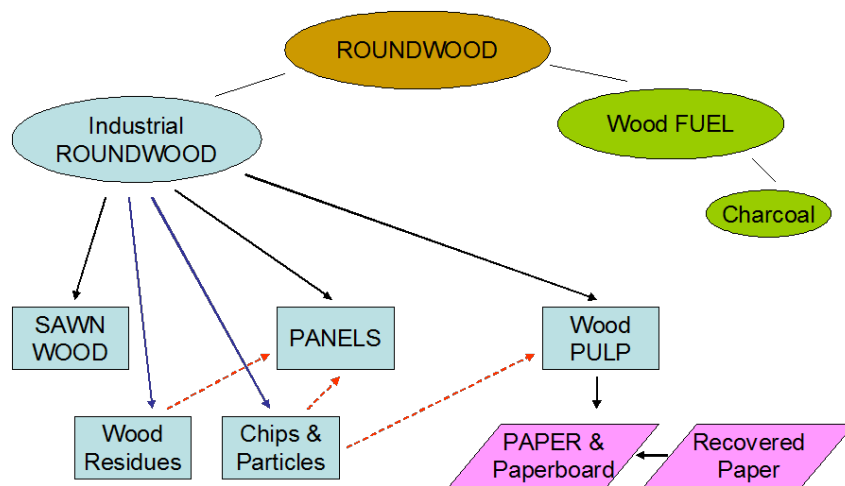 ROUNDWOOD
Industrial
ROUNDWOOD
Wood FUEL
Charcoal
SAWN
WOOD
PANELS
Wood
PULP
Wood
Residues
Chips &
Particles
PAPER &
Paperboard
Recovered
Paper